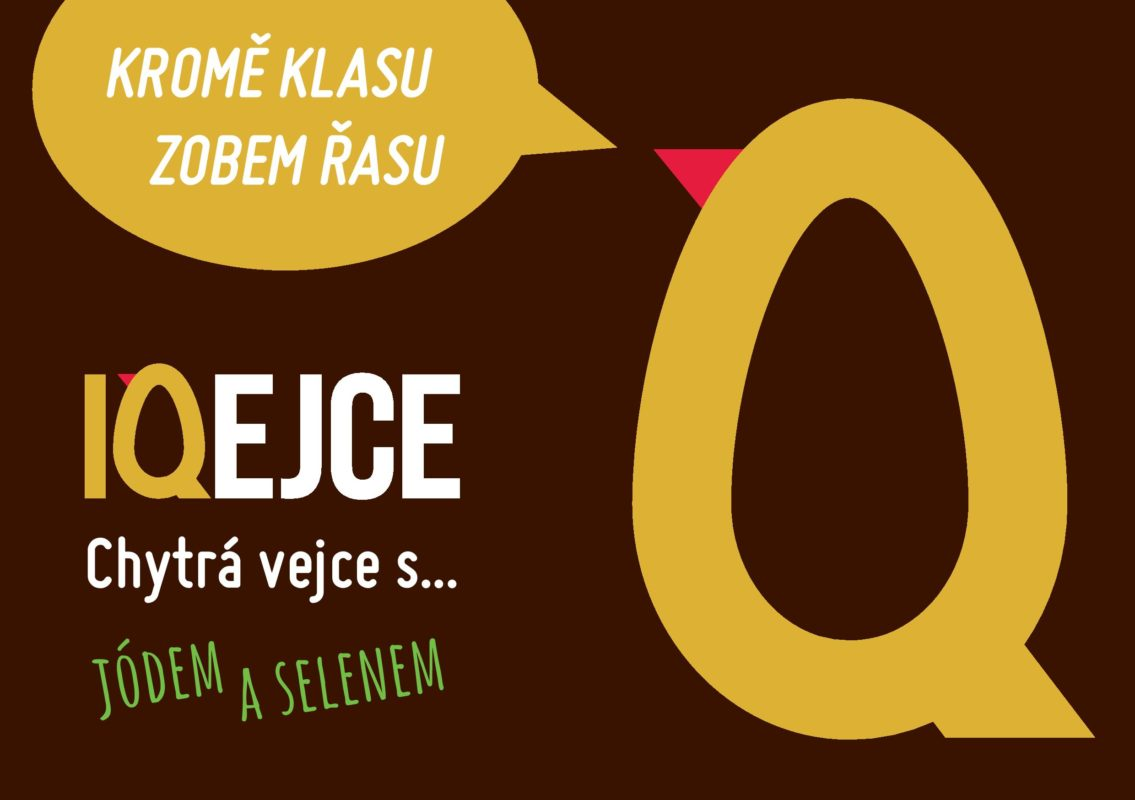 KROMĚ KLASU
ZOBEM ŘASU
IQEJCE
Chytrá vejce s...
JÓDEM A SELENEM
Q